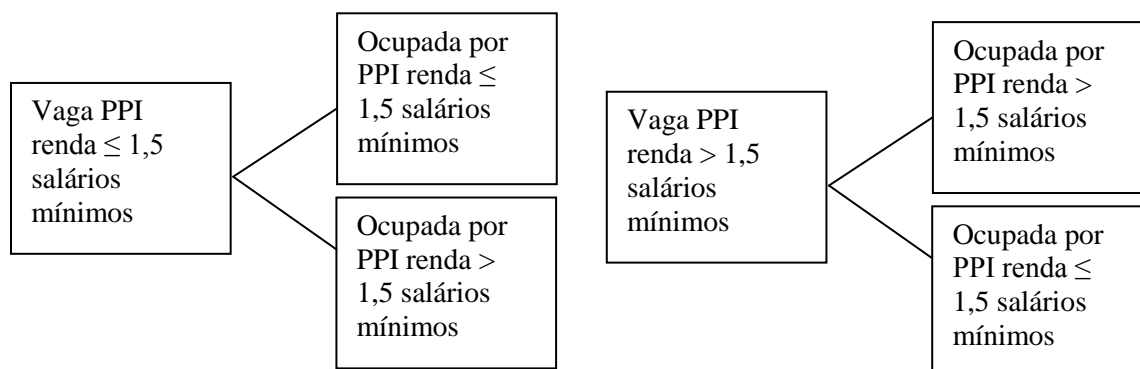 Vaga PPI
renda ≤ 1,5
salários
mínimos
Ocupada por
PPI renda ≤
1,5 salários
mínimos
Ocupada por
PPI renda >
1,5 salários
mínimos
Vaga PPI
renda > 1,5
salários
mínimos
Ocupada por
PPI renda >
1,5 salários
mínimos
Ocupada por
PPI renda ≤
1,5 salários
mínimos